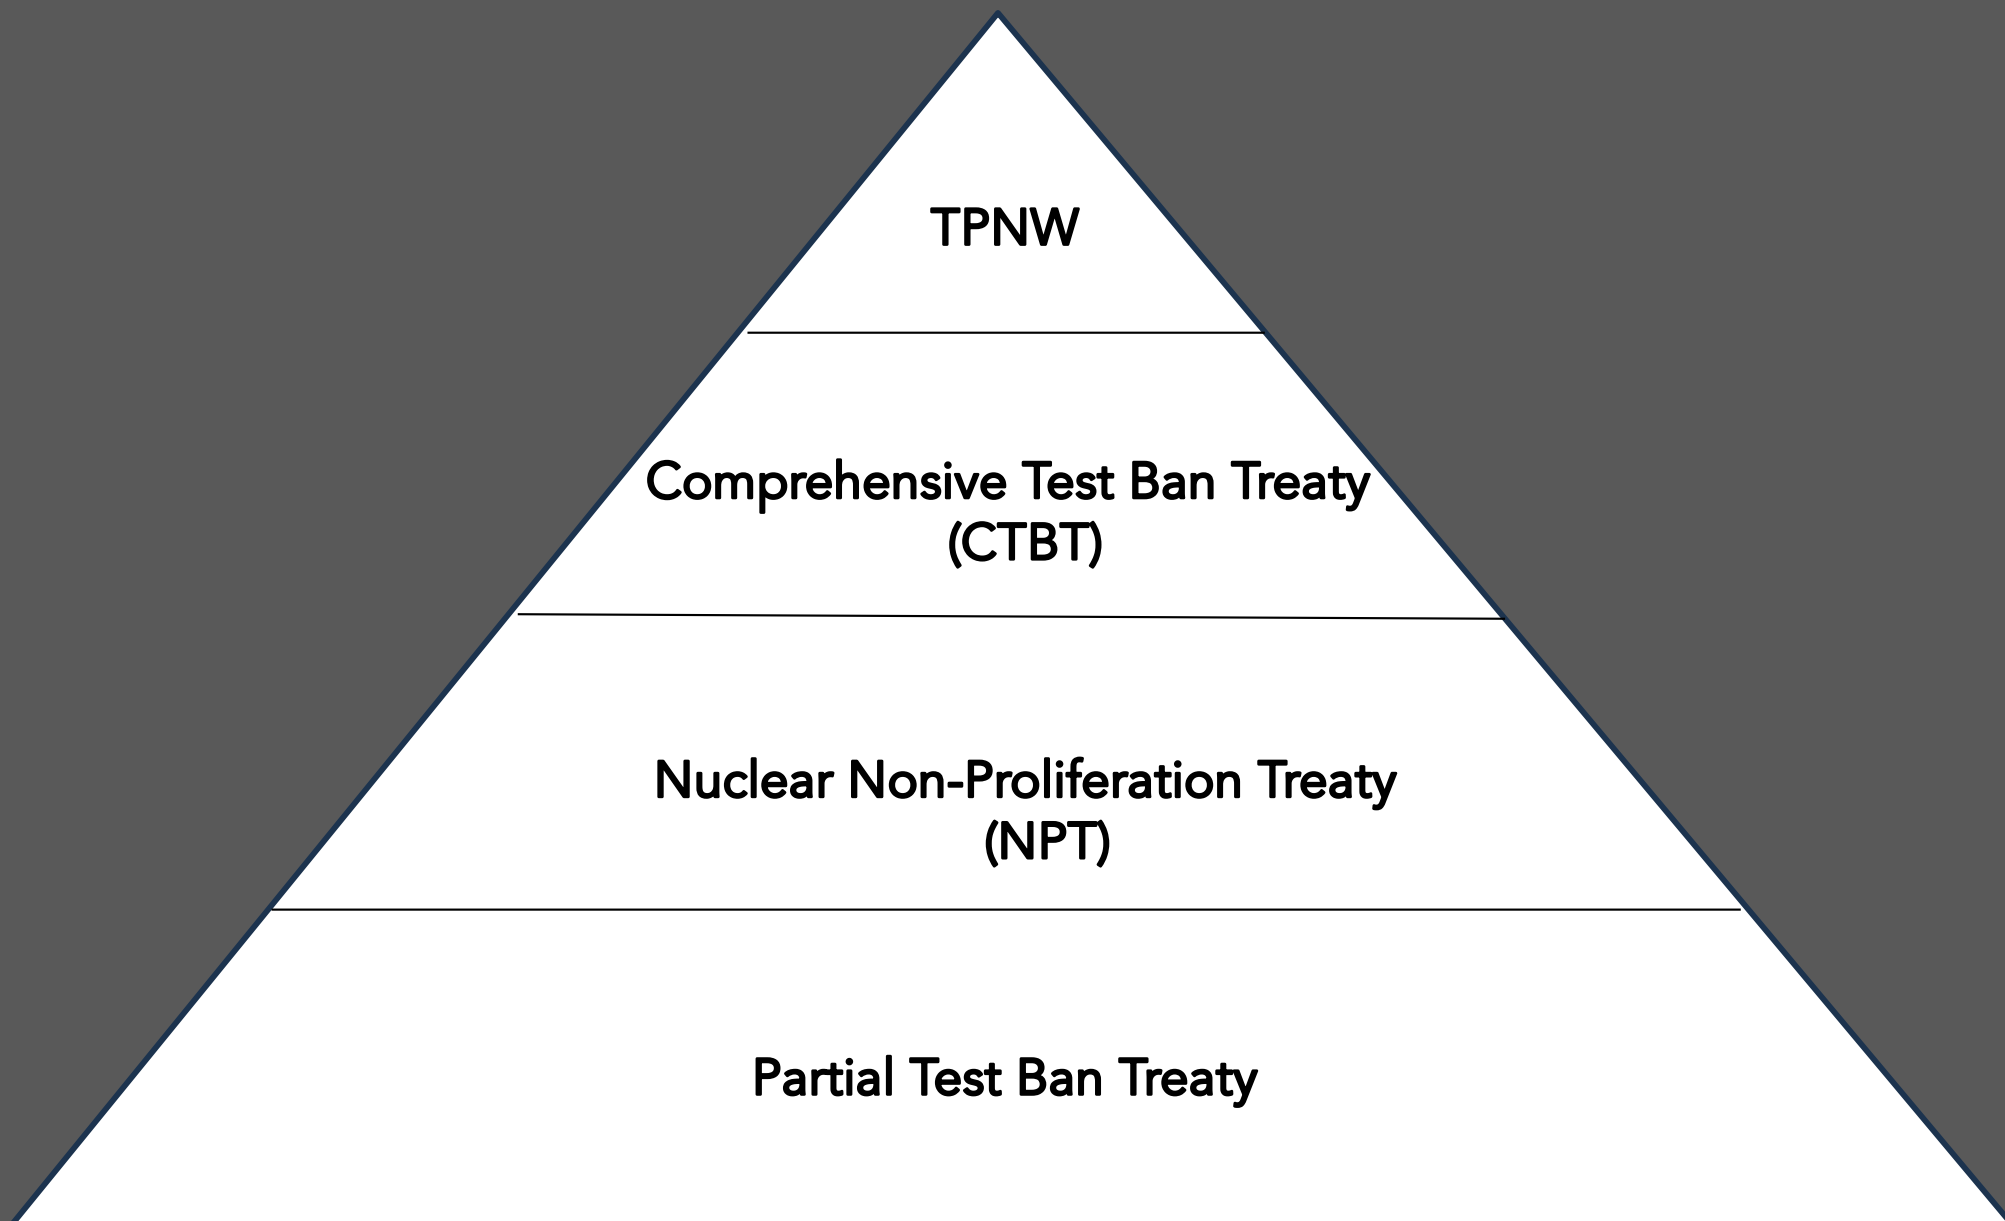 TPNW
Comprehensive Test Ban Treaty
(CTBT)
Nuclear Non-Proliferation Treaty
(NPT)
Partial Test Ban Treaty